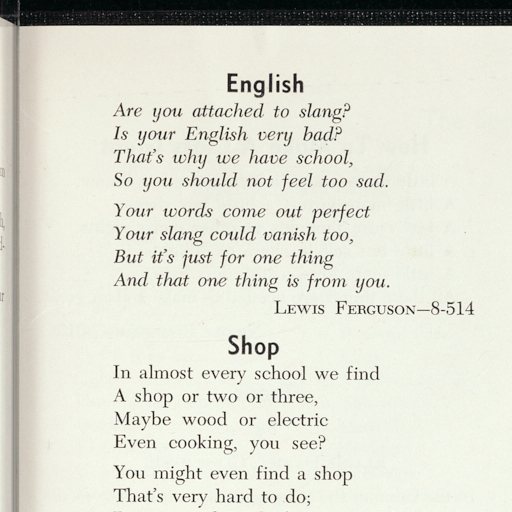 English
Are you attached to slang?
Is your English very bad?
That's why we have school,
So you should not feel too sad.
Your words come out perfect
Your slang could vanish too,
But it's just for one thing
And that one thing is from you.
Lewis Ferguson—8-514
Shop
In almost every school we find
A shop or two or three,
Maybe wood or electric
Even cooking, you see?
You might even find a shop
That's very hard to do;